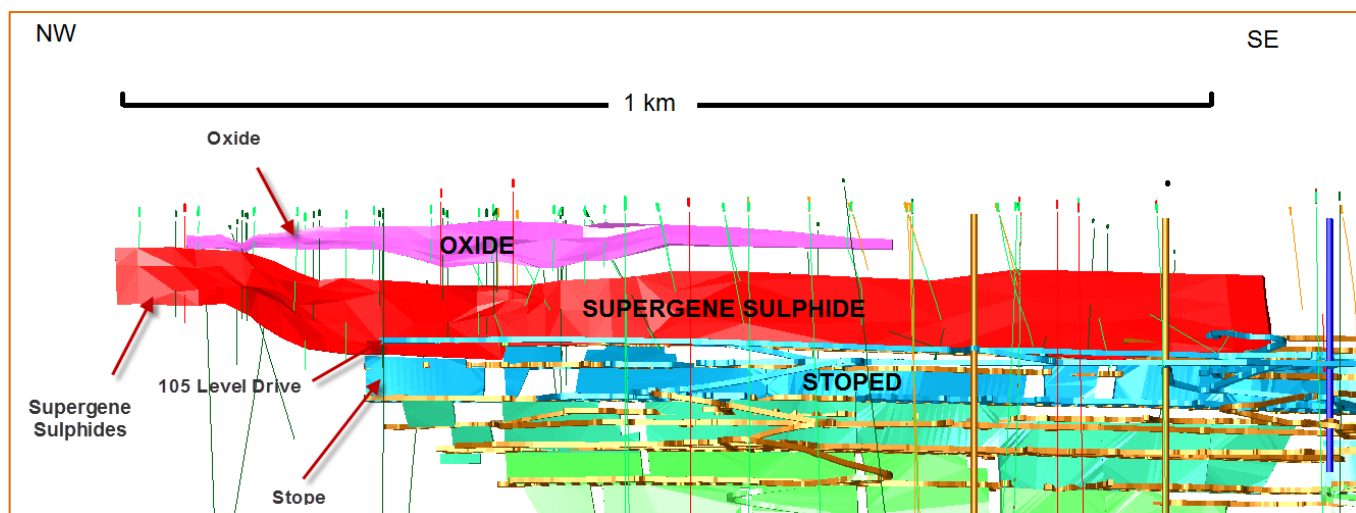 NW
SE
1 km
Oxide
OXIDE
SUPERGENE SULPHIDE
105 Level Drive
STOPED
Supergene
Sulphides
Stope